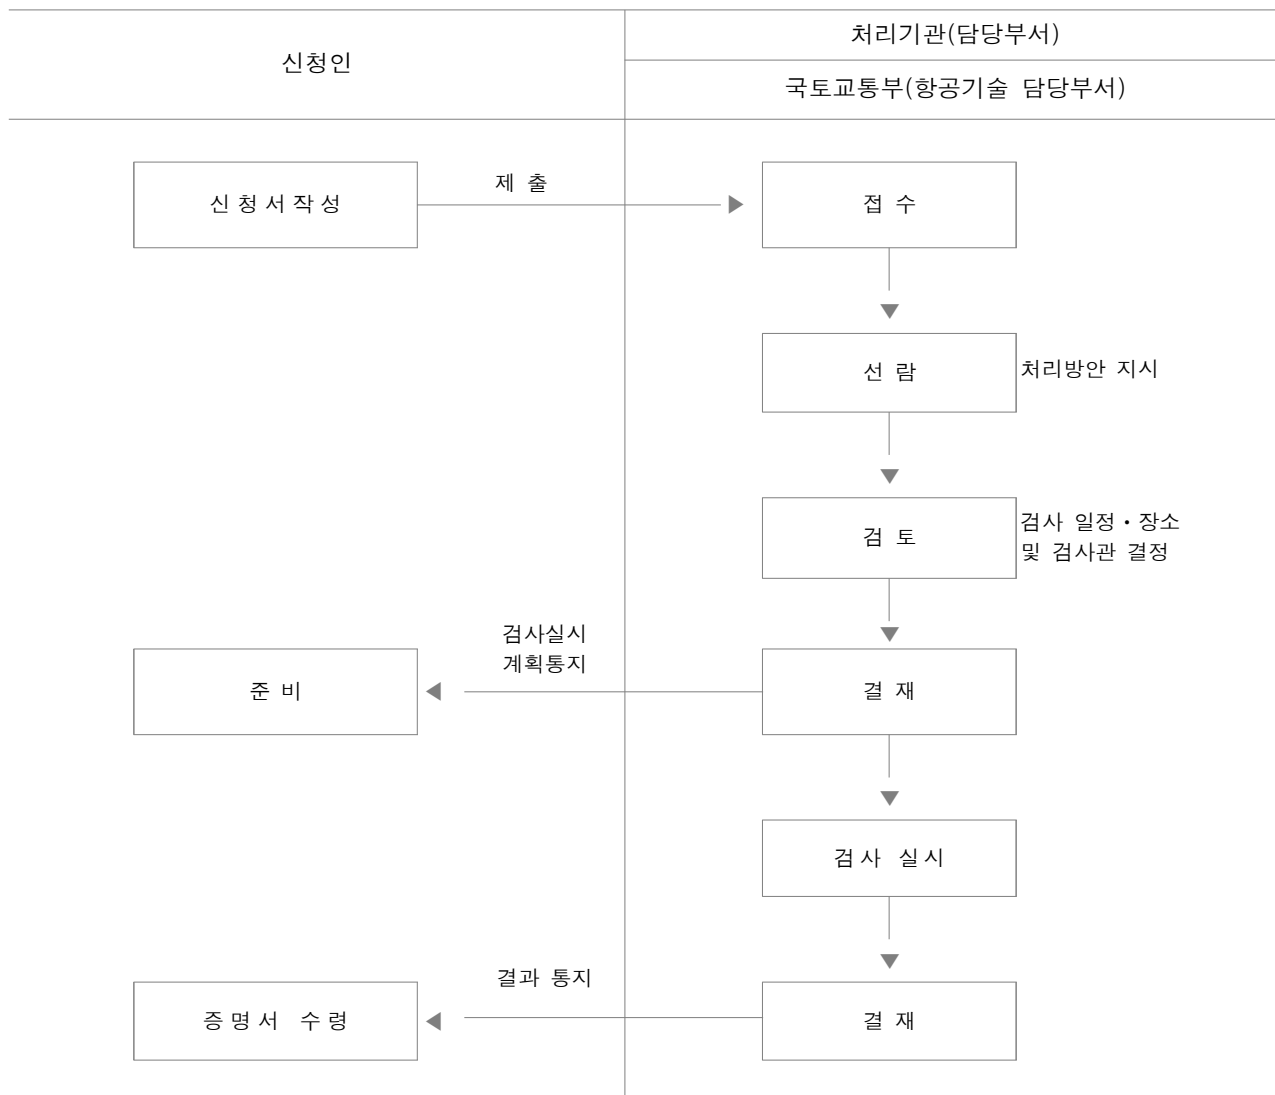 신청인
처리기관(담당부서)
국토교통부(항공기술 담당부서)
신청서작성
제 출
접 수
선 람
처리방안 지시
검 토
검사 일정・장소
및 검사관 결정
검사실시
계획통지
준 비
결 재
검사 실시
결과 통지
증명서 수령
결 재